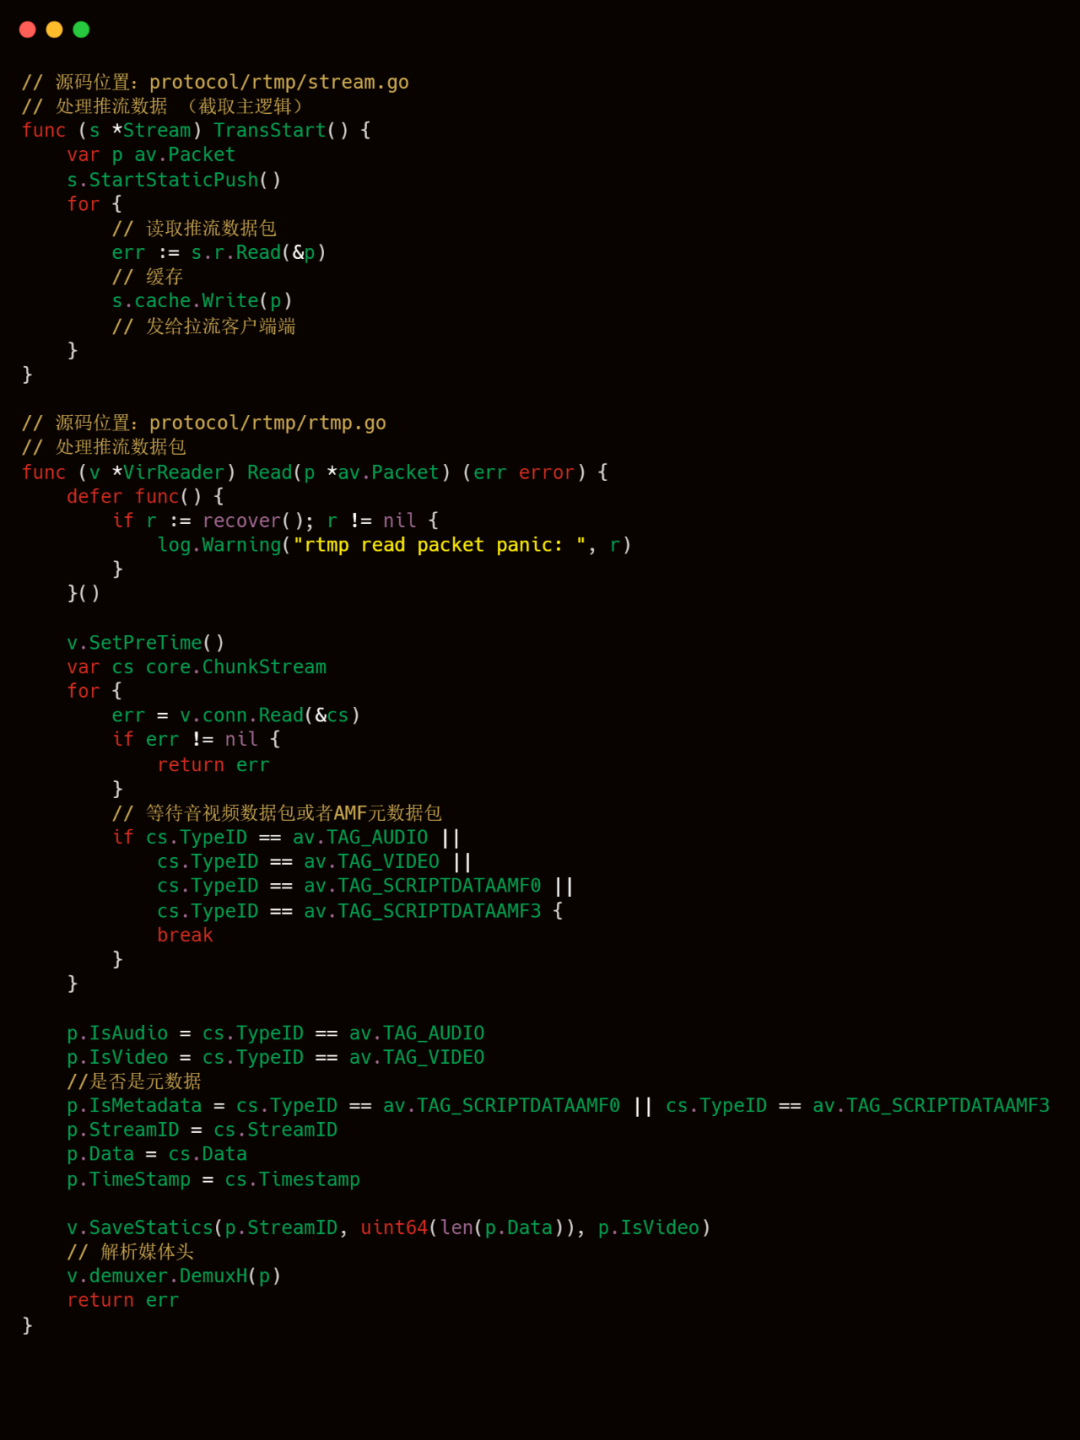 // 源码位置：protocol/rtmp/stream.go
// 处理推流数据 （截取主逻辑）
func (s *Stream) TransStart() {
    var p av.Packet
    s.StartStaticPush()
    for {
        // 读取推流数据包
        err := s.r.Read(&p)
        // 缓存
        s.cache.Write(p)
        // 发给拉流客户端端
    }
}

// 源码位置：protocol/rtmp/rtmp.go
// 处理推流数据包
func (v *VirReader) Read(p *av.Packet) (err error) {
    defer func() {
        if r := recover(); r != nil {
            log.Warning("rtmp read packet panic: ", r)
        }
    }()

    v.SetPreTime()
    var cs core.ChunkStream
    for {
        err = v.conn.Read(&cs)
        if err != nil {
            return err
        }
        // 等待音视频数据包或者AMF元数据包
        if cs.TypeID == av.TAG_AUDIO ||
            cs.TypeID == av.TAG_VIDEO ||
            cs.TypeID == av.TAG_SCRIPTDATAAMF0 ||
            cs.TypeID == av.TAG_SCRIPTDATAAMF3 {
            break
        }
    }

    p.IsAudio = cs.TypeID == av.TAG_AUDIO
    p.IsVideo = cs.TypeID == av.TAG_VIDEO
    //是否是元数据
    p.IsMetadata = cs.TypeID == av.TAG_SCRIPTDATAAMF0 || cs.TypeID == av.TAG_SCRIPTDATAAMF3
    p.StreamID = cs.StreamID
    p.Data = cs.Data
    p.TimeStamp = cs.Timestamp

    v.SaveStatics(p.StreamID, uint64(len(p.Data)), p.IsVideo)
    // 解析媒体头
    v.demuxer.DemuxH(p)
    return err
}